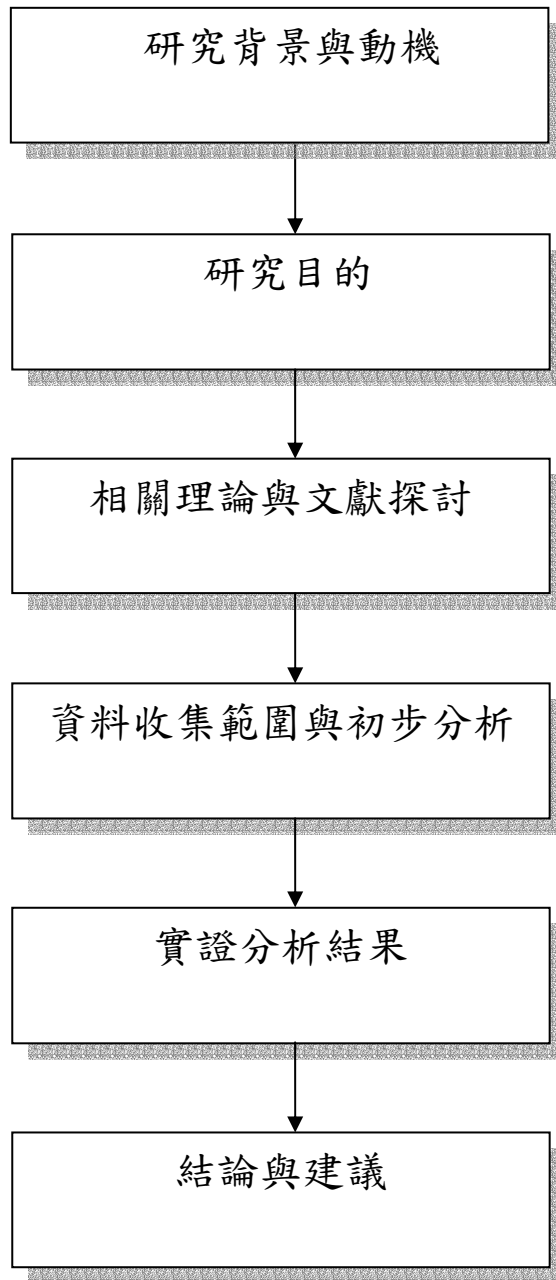 研究背景與動機
研究目的
相關理論與文獻探討
資料收集範圍與初步分析
實證分析結果
結論與建議